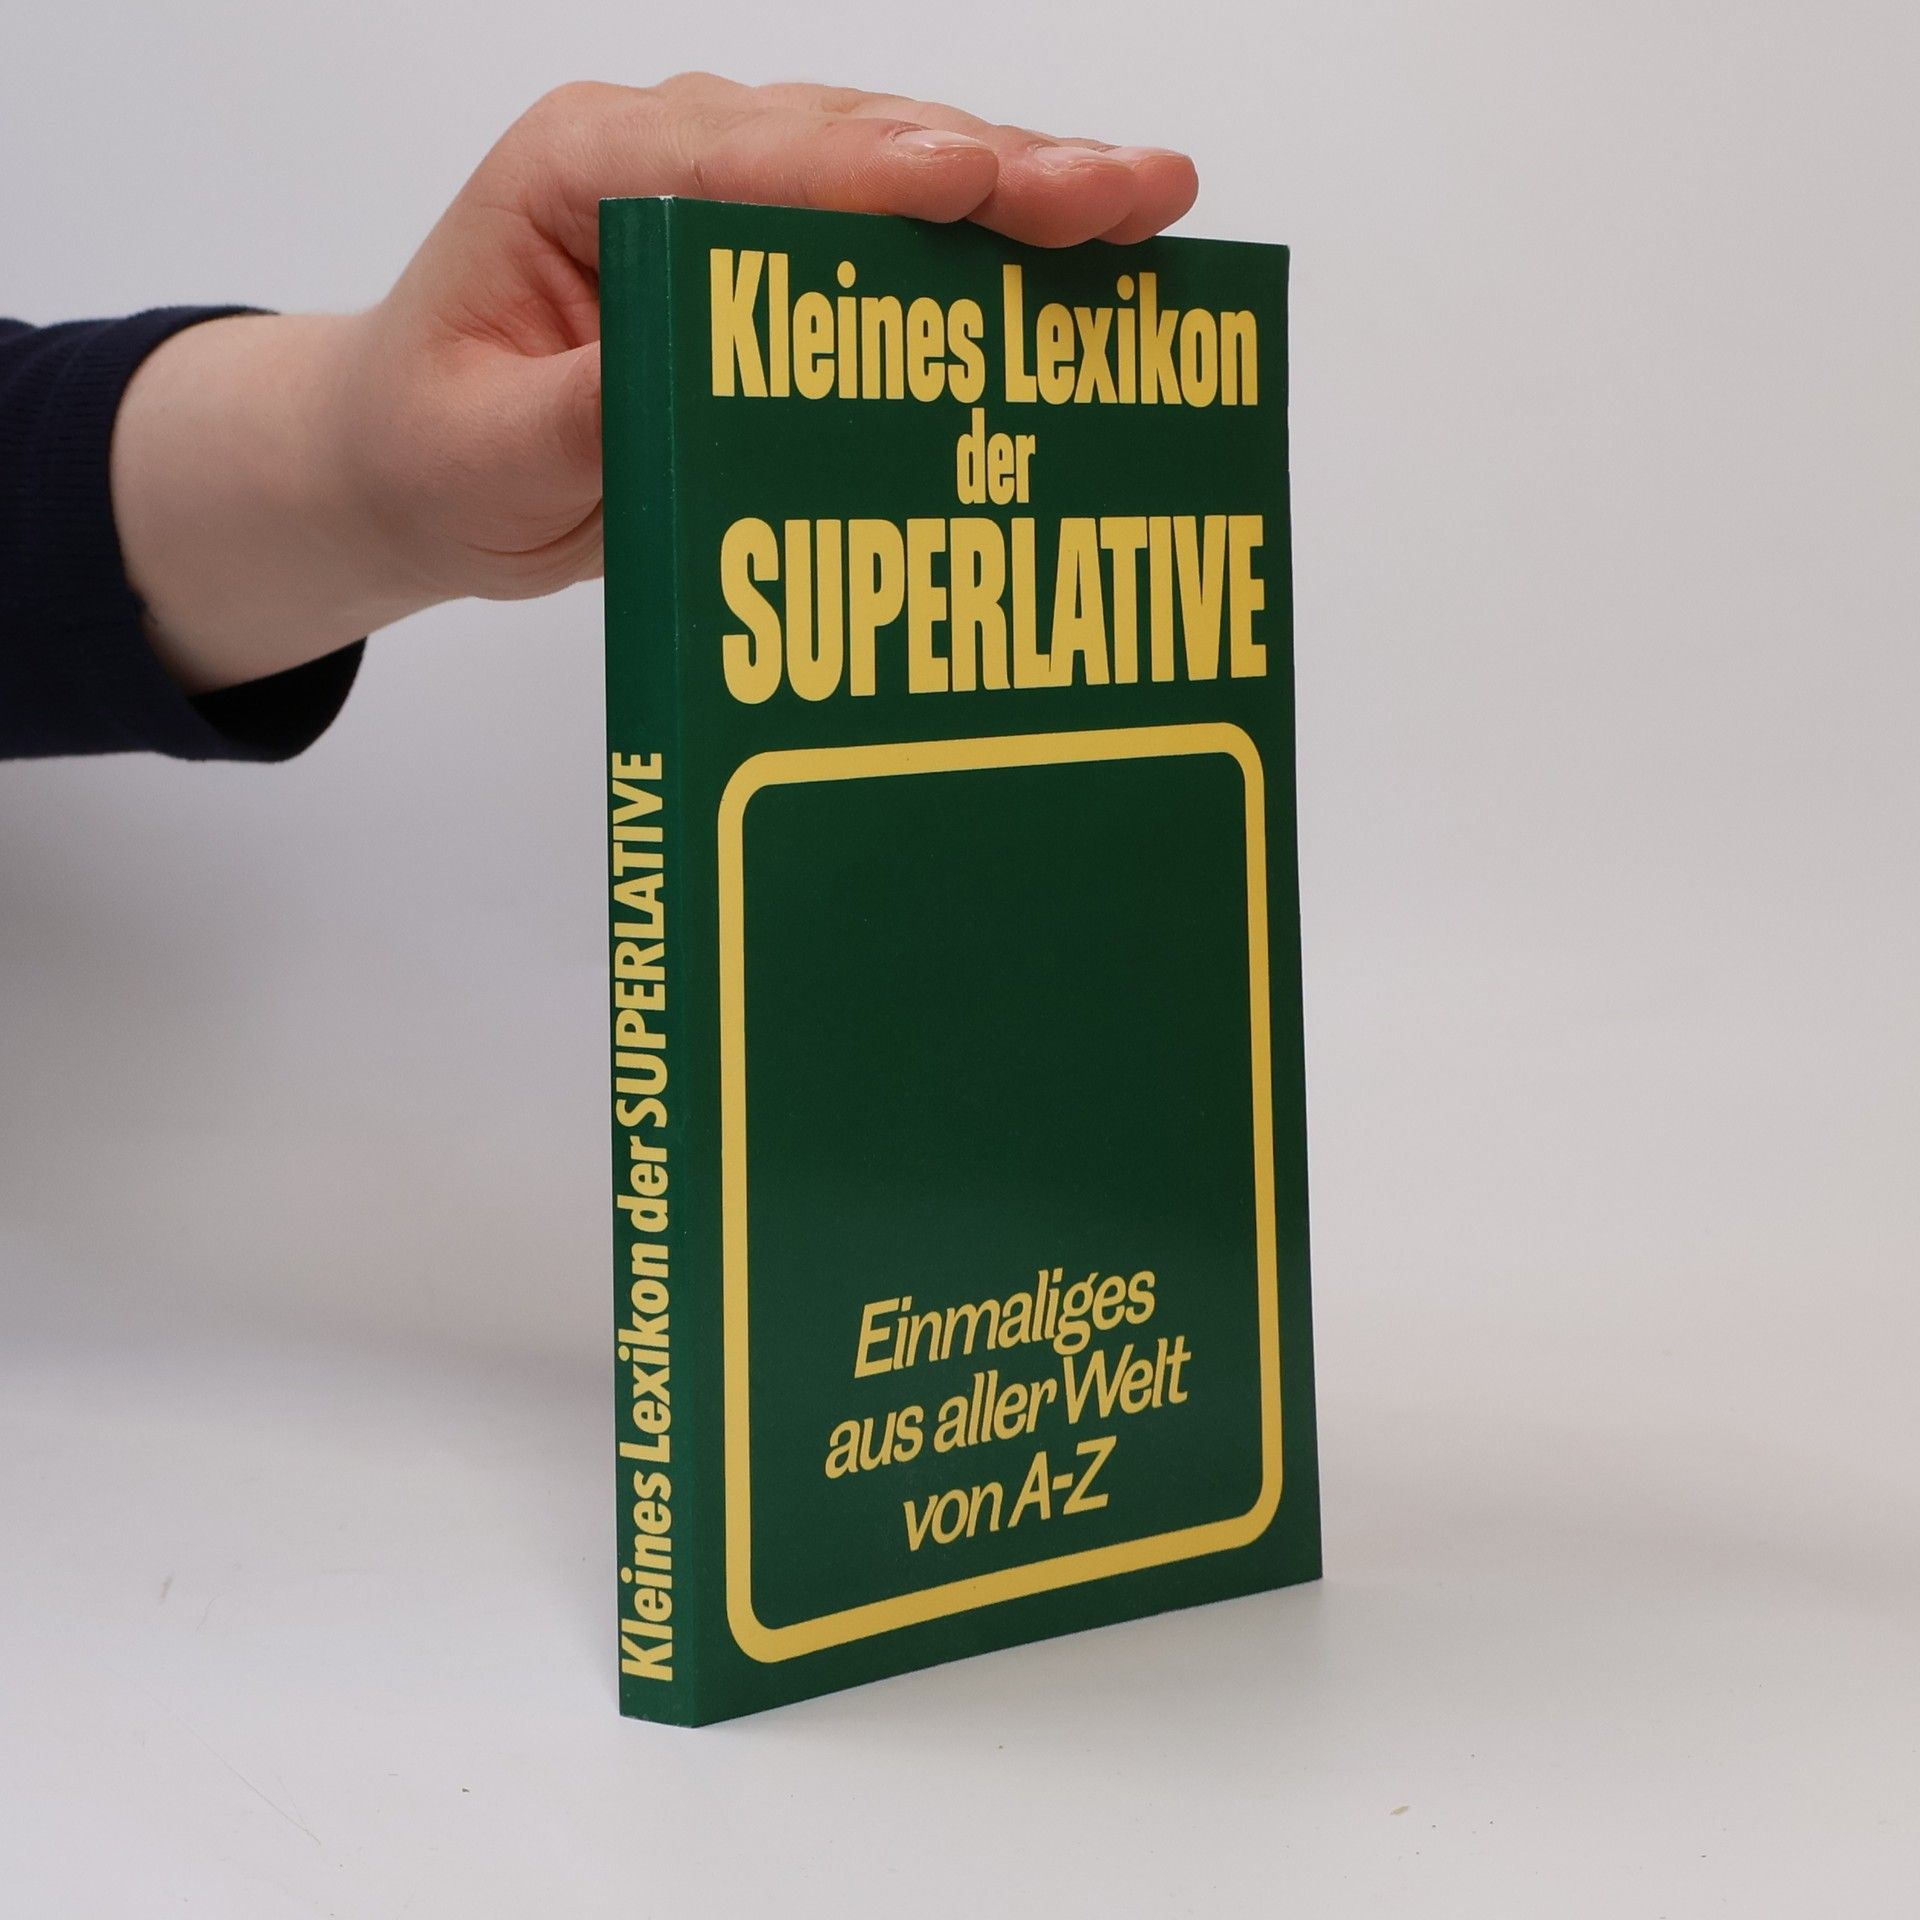 Kleines Lexikon
der
SUPERLATIVE
Einmaliges
aus aller Welt
von A-Z
Kleines Lexikon der SUPERLATIVE